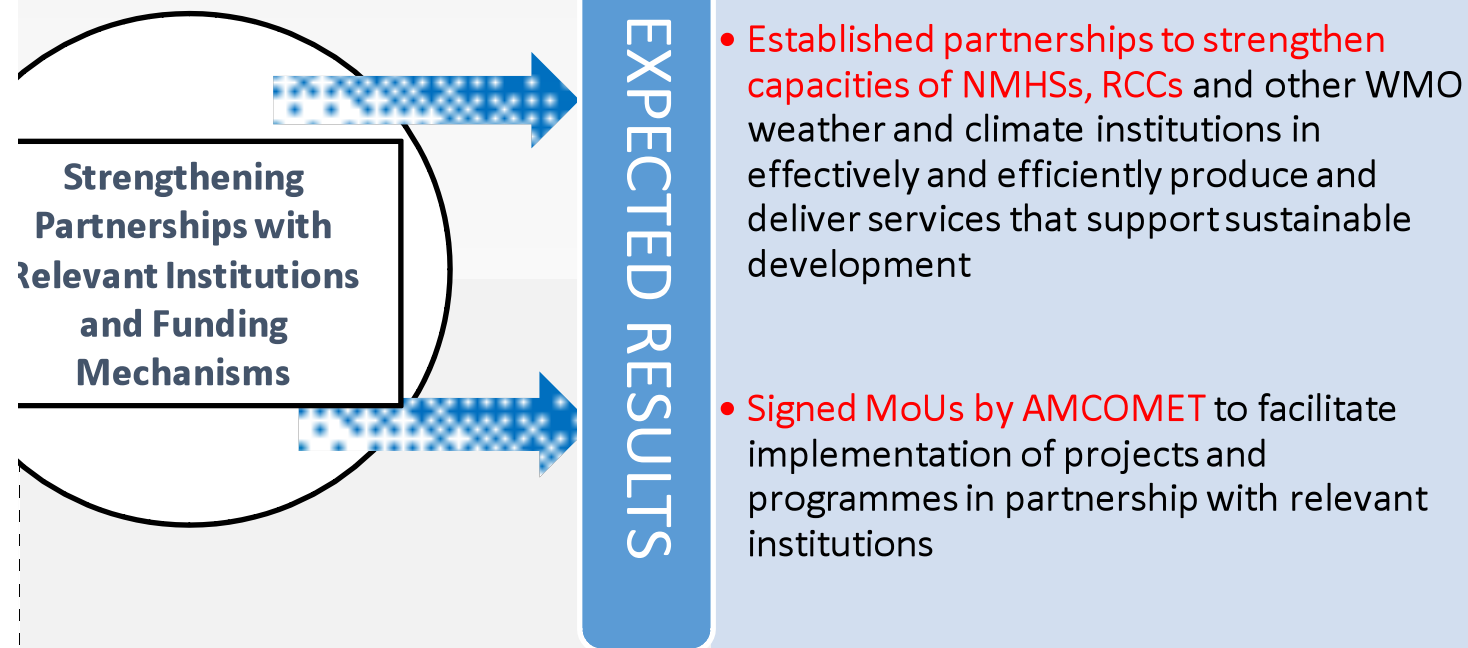 Strengthening
Partnerships with
Relevant Institutions
and Funding
Mechanisms
EXPECTED RESULTS
• Established partnerships to strengthen
capacities of NMHSs, RCCs and other WMO
weather and climate institutions in
effectively and efficiently produce and
deliver services that support sustainable
development
• Signed MoUs by AMCOMET to facilitate
implementation of projects and
programmes in partnership with relevant
institutions